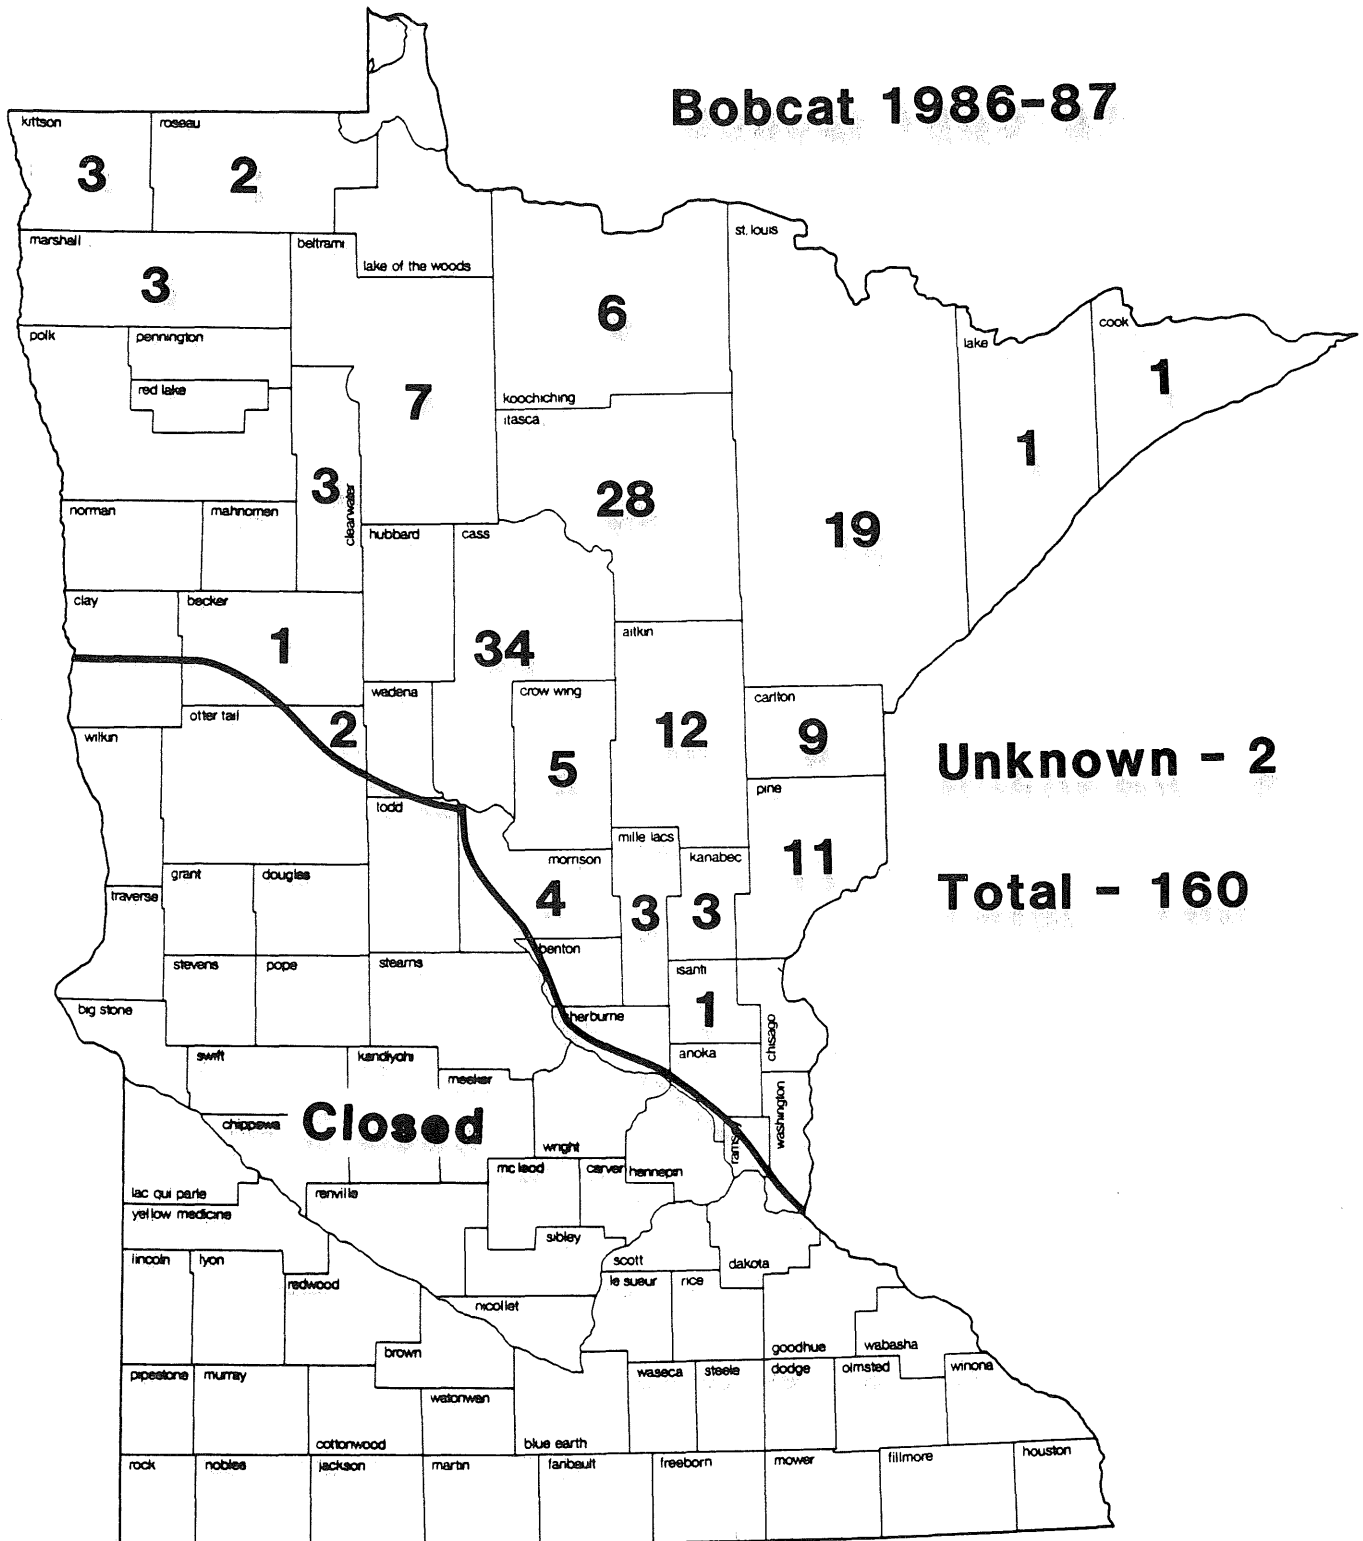 Bobcat 1986-87
kittson
roseau
3
2
marshall
beltrami
lake of the woods
st. louis
3
6
polk
pennington
lake
cook
red lake
1
koochiching
itasca
7
1
3
clearwater
28
19
norman
mahnomen
hubbard
cass
clay
becker
1
34
aitkin
wadena
crow wing
carlton
otter tail
2
12
9
wilkin
5
Unknown - 2
pine
todd
mille lacs
morrison
kanabec
11
grant
douglas
traverse
4
3
3
Total - 160
benton
stevens
pope
stearns
isanti
1
big stone
herburne
chisago
anoka
swift
kandiyohi
meeker
washington
chippewa
Closed
wright
rams
mc leod
carver
hennepin
lac qui parle
renville
yellow medicine
sibley
lincoln
lyon
scott
dakota
redwood
le sueur
rice
nicollet
brown
goodhue
wabasha
pipestone
murray
waseca
steele
dodge
olmsted
winona
watonwan
cottonwood
blue earth
rock
nobles
jackson
martin
faribault
freeborn
mower
fillmore
houston